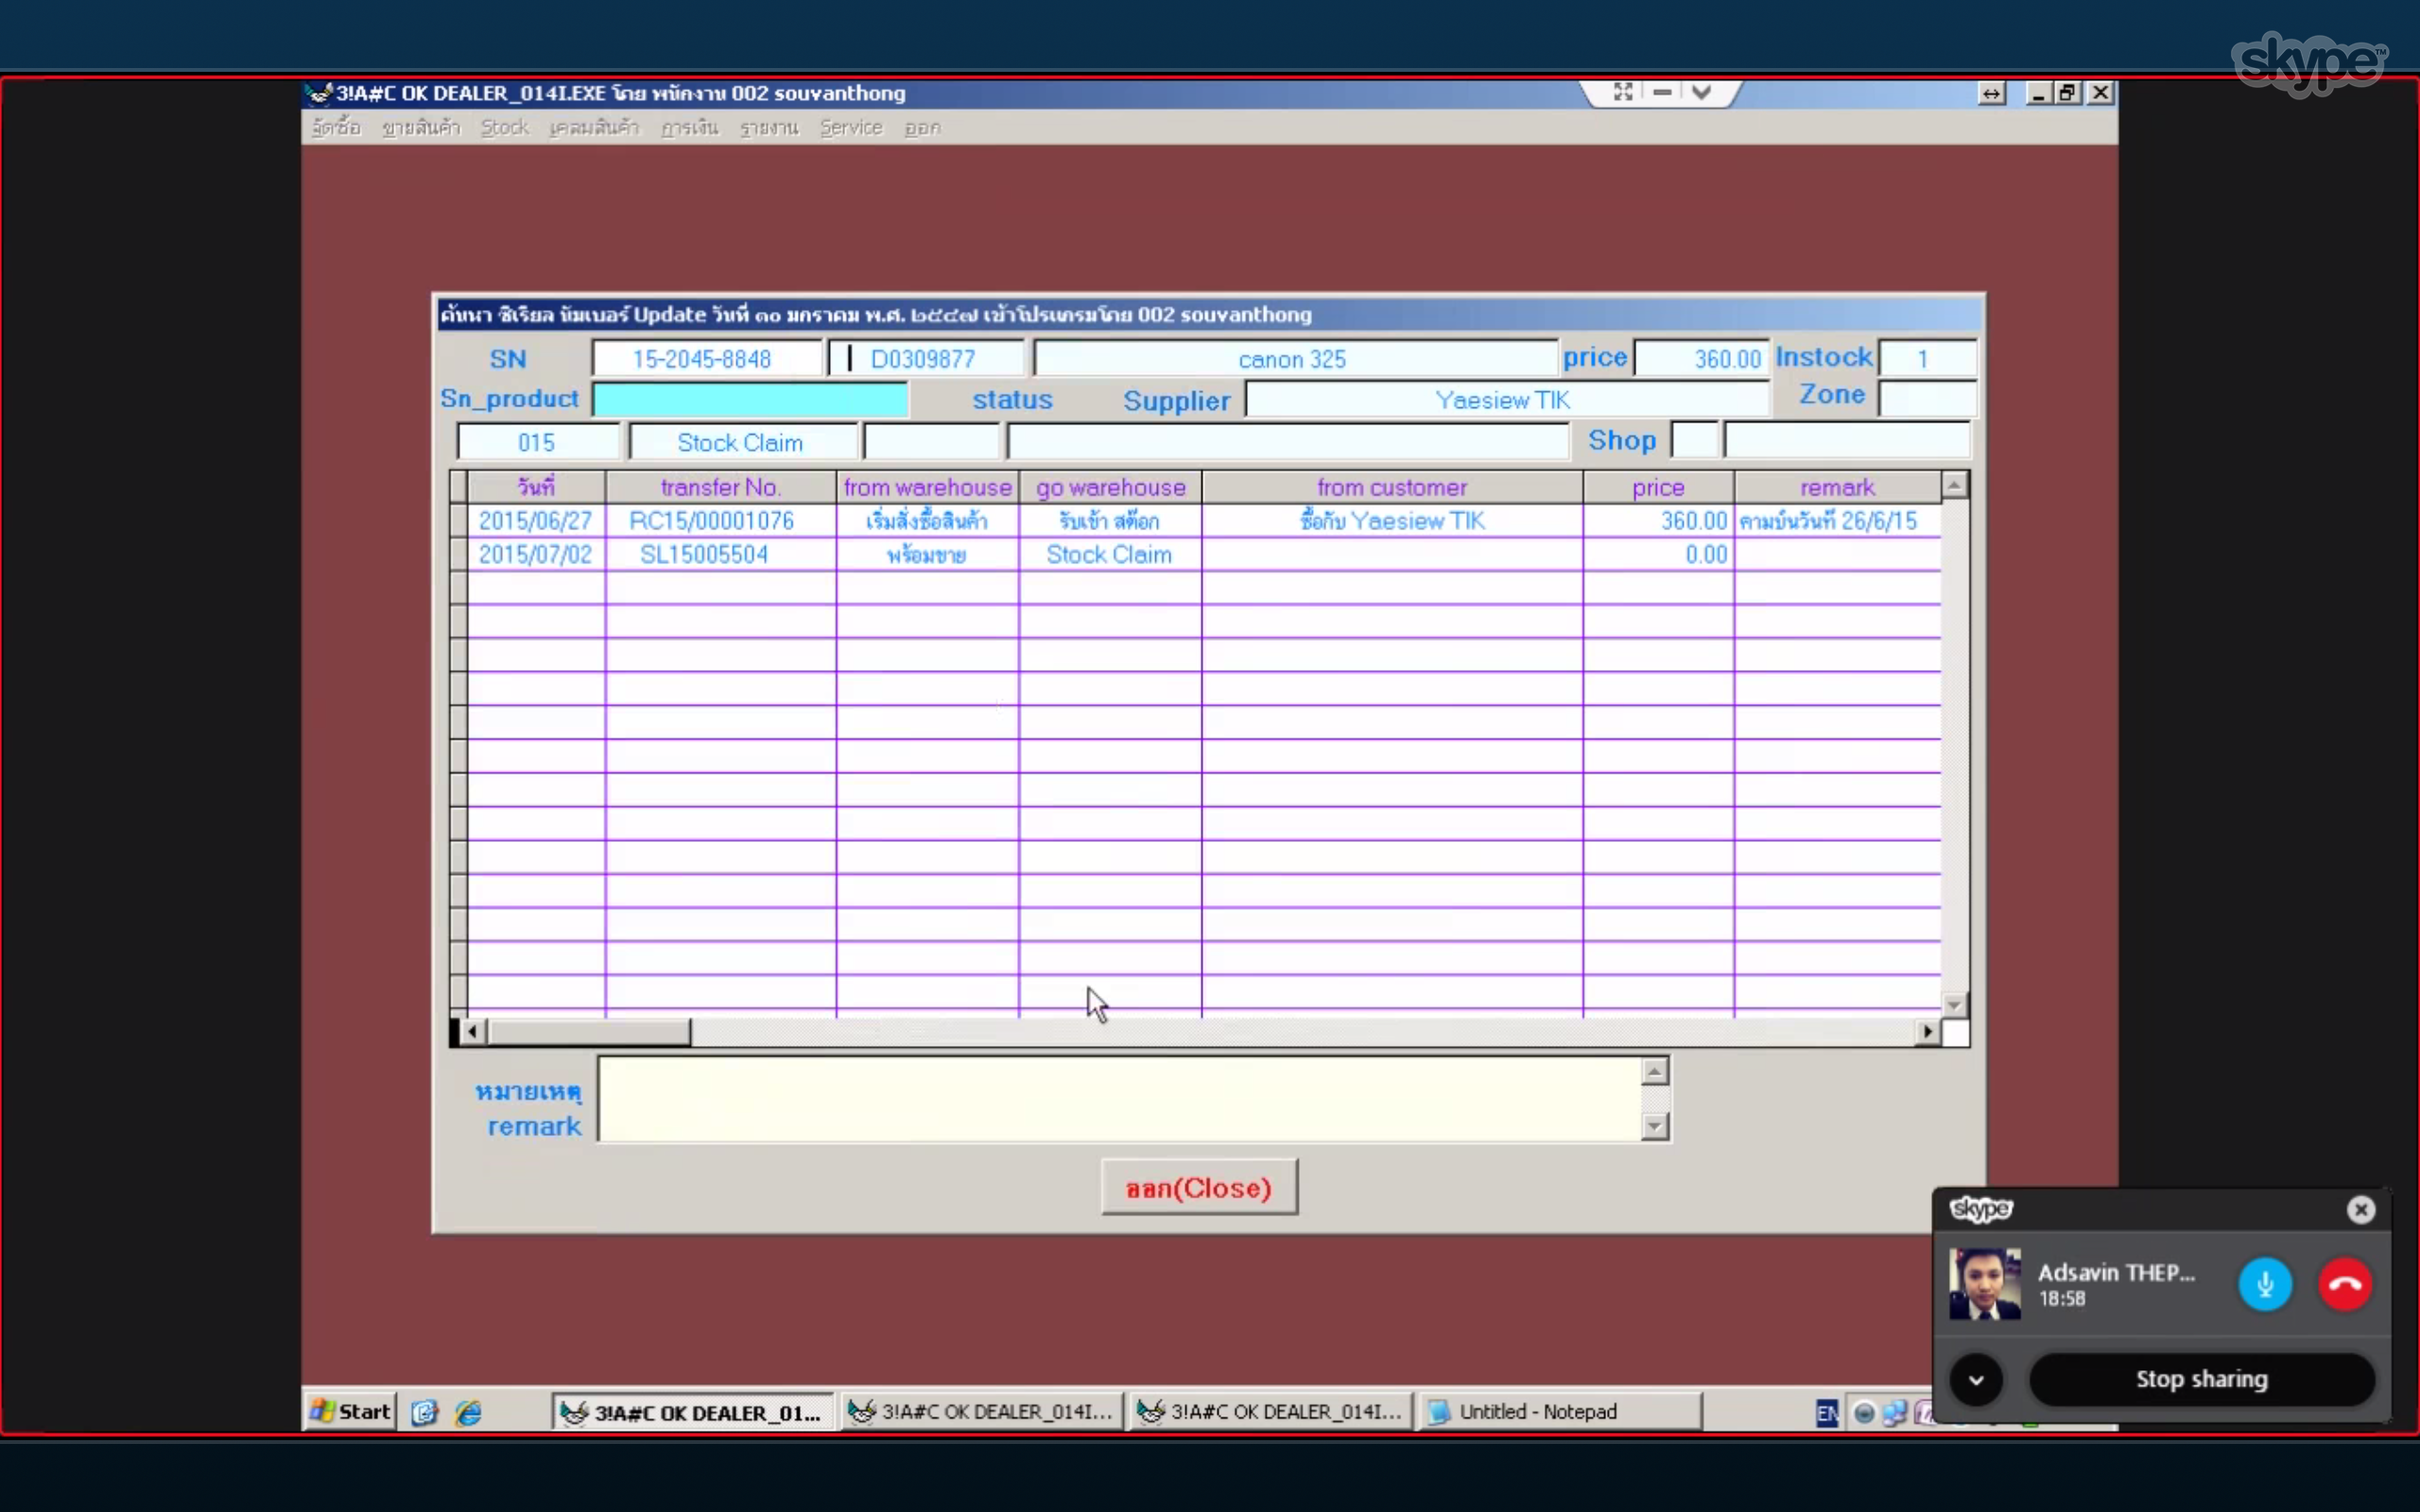 skype™
3!A#C OK DEALER_014I.EXE โดย พนักงาน 002 souvanthong
จัดซื้อ ขายสินค้า Stock เคลมสินค้า การเงิน รายงาน Service ออก
ค้นหา ซีเรียล นัมเบอร์ Update วันที่ ๓๐ มกราคม พ.ศ. ๒๕๔๗ เข้าโปรแกรมโดย 002 souvanthong
SN 15-2045-8848 D0309877 canon 325 price 360.00 Instock 1
Sn_product status Supplier Yaesiew TIK Zone
015 Stock Claim Shop
วันที่ transfer No. from warehouse go warehouse from customer price remark
2015/06/27 RC15/00001076 เริ่มสั่งซื้อสินค้า รับเข้า สต๊อก ซื้อกับ Yaesiew TIK 360.00 ตามบิลวันที่ 26/6/15
2015/07/02 SL15005504 พร้อมขาย Stock Claim 0.00
หมายเหตุ
remark
ออก(Close)
skype
Adsavin THEP...
18:58
Stop sharing
Start 3!A#C OK DEALER_01... 3!A#C OK DEALER_014I... 3!A#C OK DEALER_014I... Untitled - Notepad EN